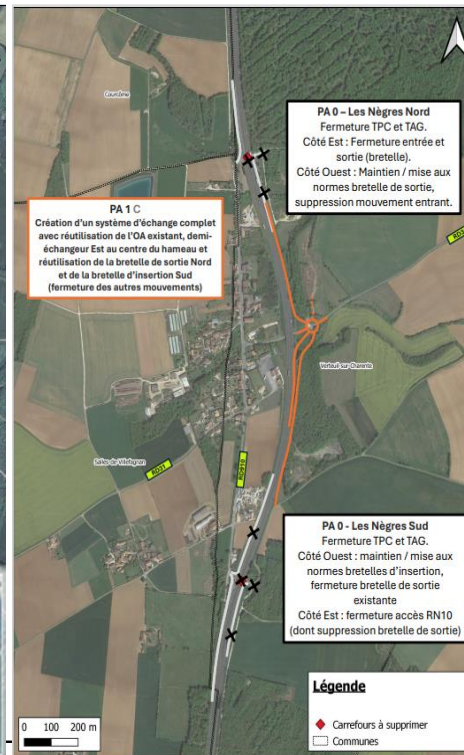 Courcôme
PA 0 – Les Nègres Nord
Fermeture TPC et TAG.
Côté Est : Fermeture entrée et
sortie (bretelle).
Côté Ouest : Maintien / mise aux
normes bretelle de sortie,
suppression mouvement entrant.
PA 1 C
Création d'un système d'échange complet
avec réutilisation de l'OA existant, demi-
échangeur Est au centre du hameau et
réutilisation de la bretelle de sortie Nord
et de la bretelle d'insertion Sud
(fermeture des autres mouvements)
Verteuil-sur-Charente
Salles-de-Villefagnan
RD31
RD910
PA 0 - Les Nègres Sud
Fermeture TPC et TAG.
Côté Ouest : maintien / mise aux
normes bretelles d'insertion,
fermeture bretelle de sortie
existante
Côté Est : fermeture accès RN10
(dont suppression bretelle de sortie)
Légende
Carrefours à supprimer
Communes
0 100 200 m